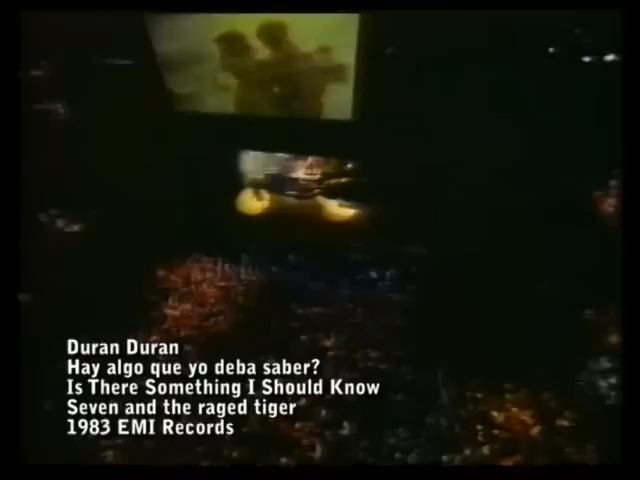 Duran Duran
Hay algo que yo deba saber?
Is There Something I Should Know
Seven and the raged tiger
1983 EMI Records